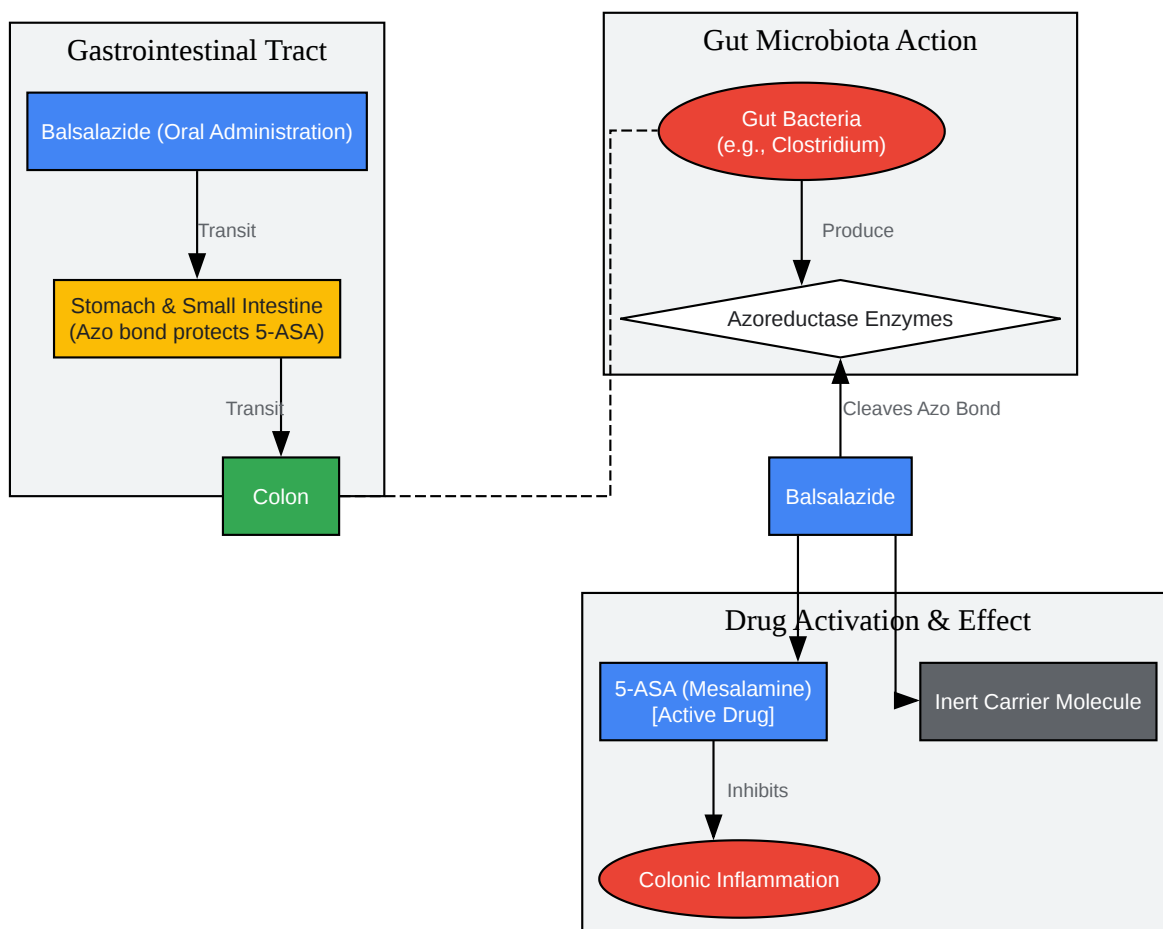 Gastrointestinal Tract
Balsalazide (Oral Administration)
Transit
Stomach & Small Intestine
(Azo bond protects 5-ASA)
Transit
Colon
Gut Microbiota Action
Gut Bacteria
(e.g., Clostridium)
Produce
Azoreductase Enzymes
Cleaves Azo Bond
Balsalazide
Drug Activation & Effect
5-ASA (Mesalamine)
[Active Drug]
Inert Carrier Molecule
Inhibits
Colonic Inflammation